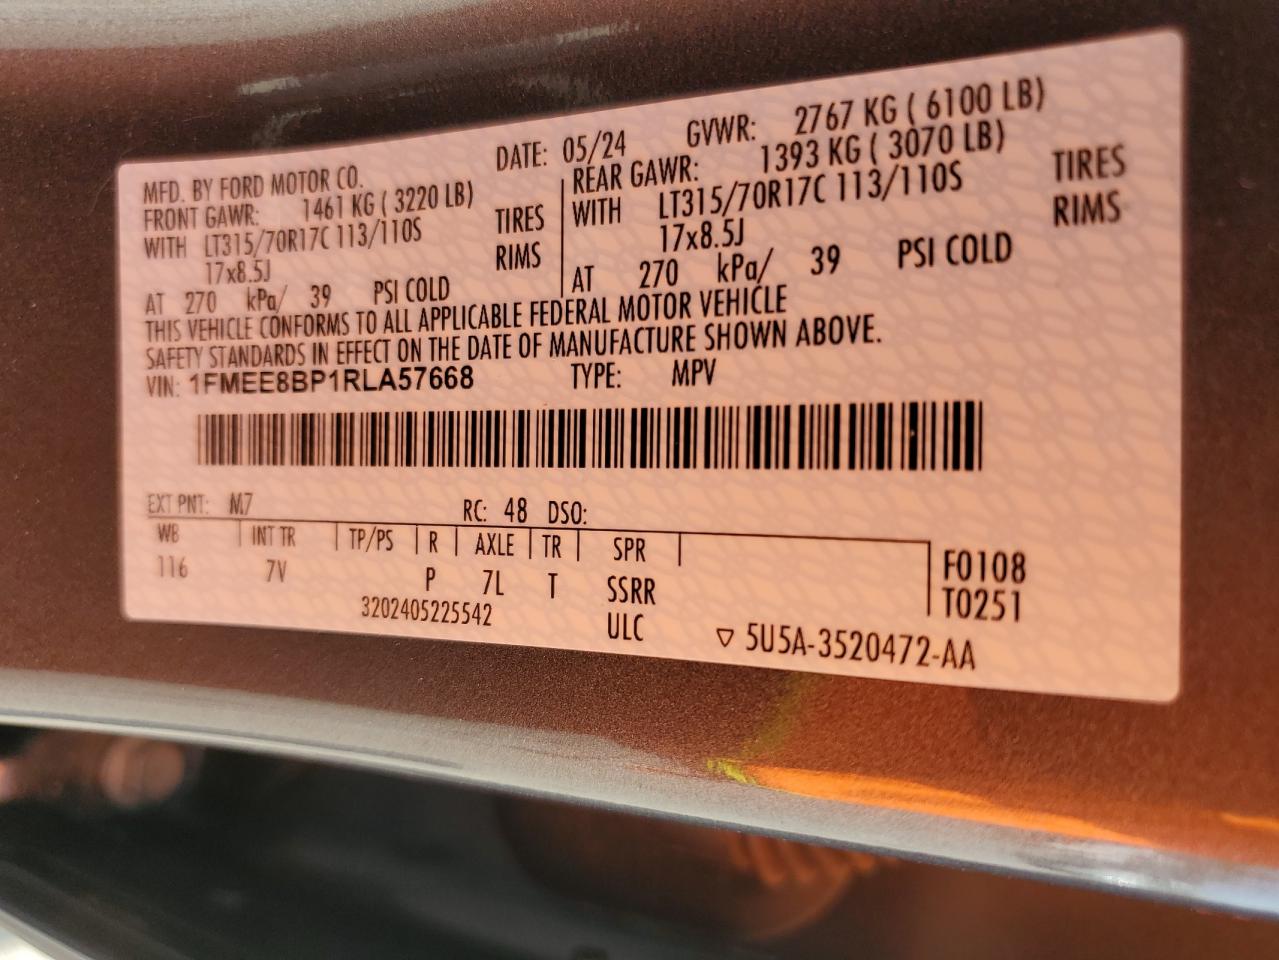 MFD. BY FORD MOTOR CO.
DATE: 05/24
GVWR: 2767 KG ( 6100 LB)
FRONT GAWR: 1461 KG ( 3220 LB)
WITH LT315/70R17C 113/110S TIRES
17x8.5J RIMS
AT 270 kPa/ 39 PSI COLD
REAR GAWR: 1393 KG ( 3070 LB)
WITH LT315/70R17C 113/110S TIRES
17x8.5J RIMS
AT 270 kPa/ 39 PSI COLD
THIS VEHICLE CONFORMS TO ALL APPLICABLE FEDERAL MOTOR VEHICLE
SAFETY STANDARDS IN EFFECT ON THE DATE OF MANUFACTURE SHOWN ABOVE.
VIN: 1FMEE8BP1RLA57668 TYPE: MPV
EXT PNT: M7 RC: 48 DSO:
WB INT TR TP/PS R AXLE TR SPR
116 7V P 7L T SSRR
F0108
T0251
3202405225542 ULC
▽ 5U5A-3520472-AA